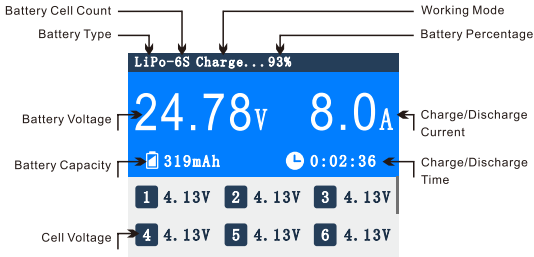 Battery Cell Count
Working Mode
Battery Type
Battery Percentage
LiPo-6S Charge...93%
Battery Voltage
24.78V
8.0A
Charge/Discharge
Current
Battery Capacity
319mAh
0:02:36
Charge/Discharge
Time
1 4.13V 2 4.13V 3 4.13V
Cell Voltage
4 4.13V 5 4.13V 6 4.13V